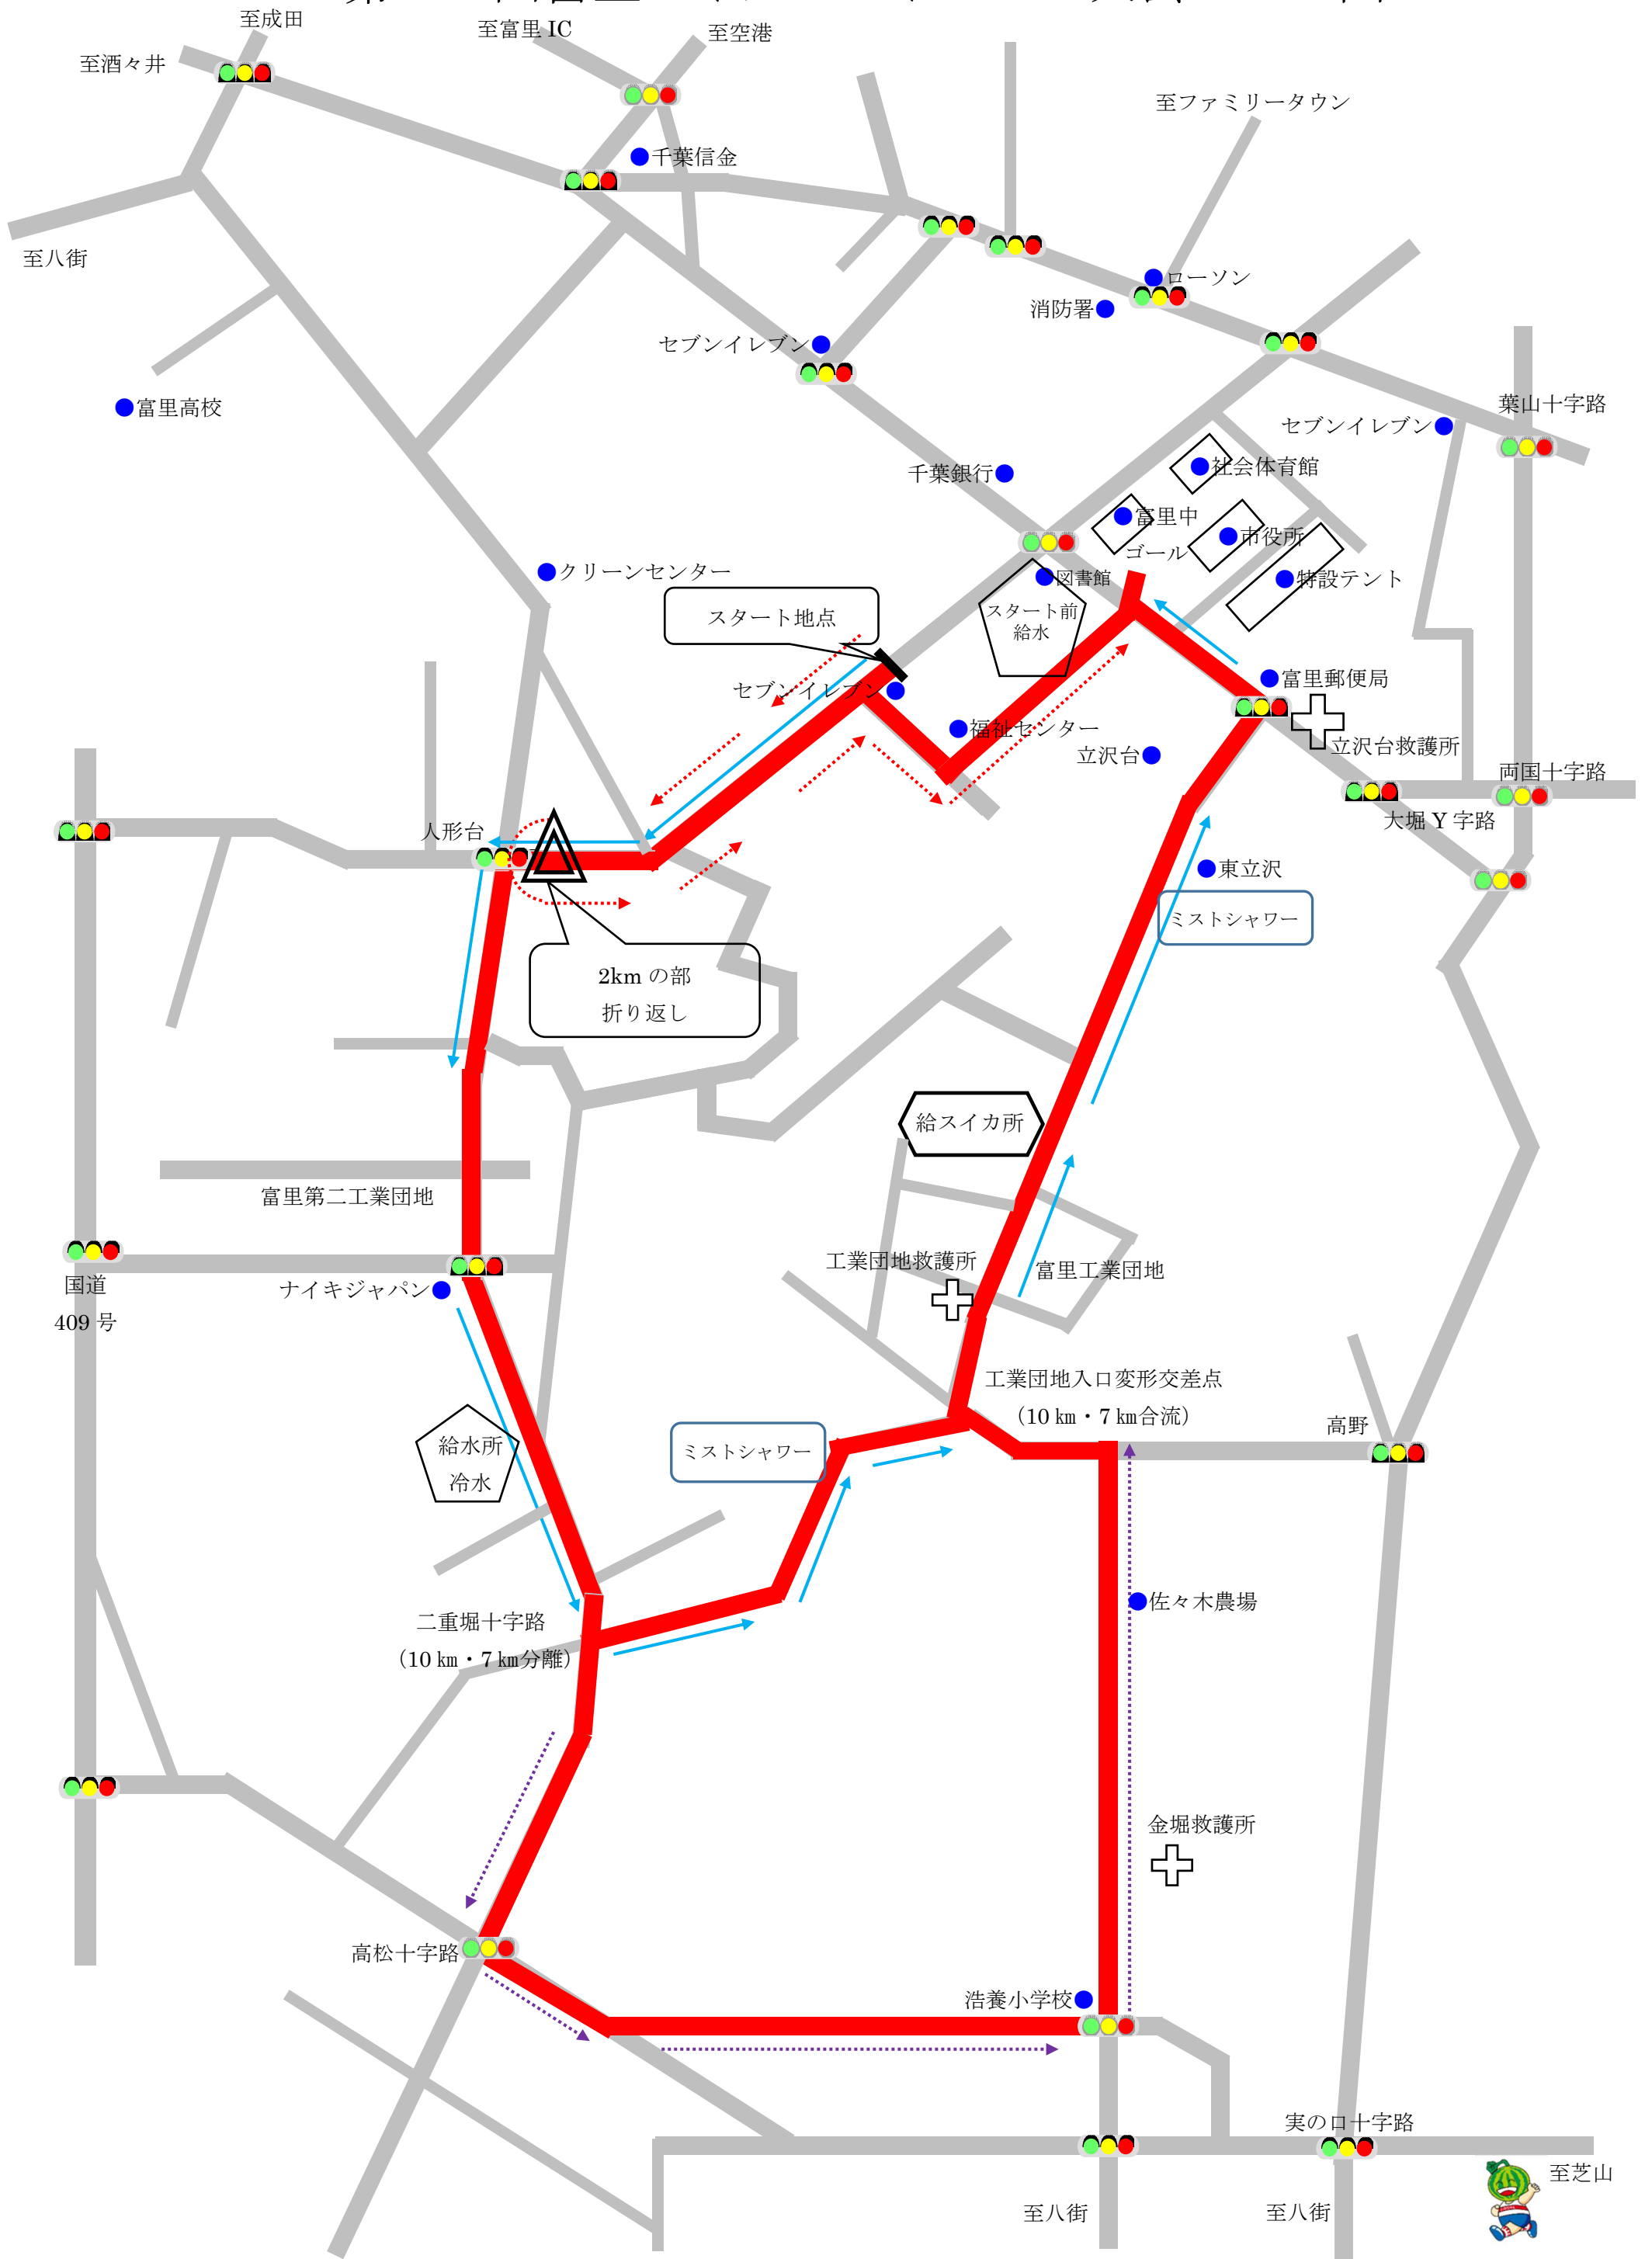 至成田
至富里 IC
至空港
至酒々井
至ファミリータウン
千葉信金
至八街
ローソン
消防署
セブンイレブン
富里高校
葉山十字路
セブンイレブン
社会体育館
千葉銀行
富里中
市役所
ゴール
クリーンセンター
図書館
特設テント
スタート地点
スタート前
給水
富里郵便局
セブンイレブン
福祉センター
立沢台
立沢台救護所
両国十字路
大堀 Y 字路
人形台
東立沢
ミストシャワー
2km の部
折り返し
給スイカ所
富里第二工業団地
工業団地救護所
富里工業団地
国道
409 号
ナイキジャパン
工業団地入口変形交差点
（10 ㎞・7 ㎞合流）
高野
給水所
冷水
ミストシャワー
佐々木農場
二重堀十字路
（10 ㎞・7 ㎞分離）
金堀救護所
高松十字路
浩養小学校
実の口十字路
至芝山
至八街
至八街